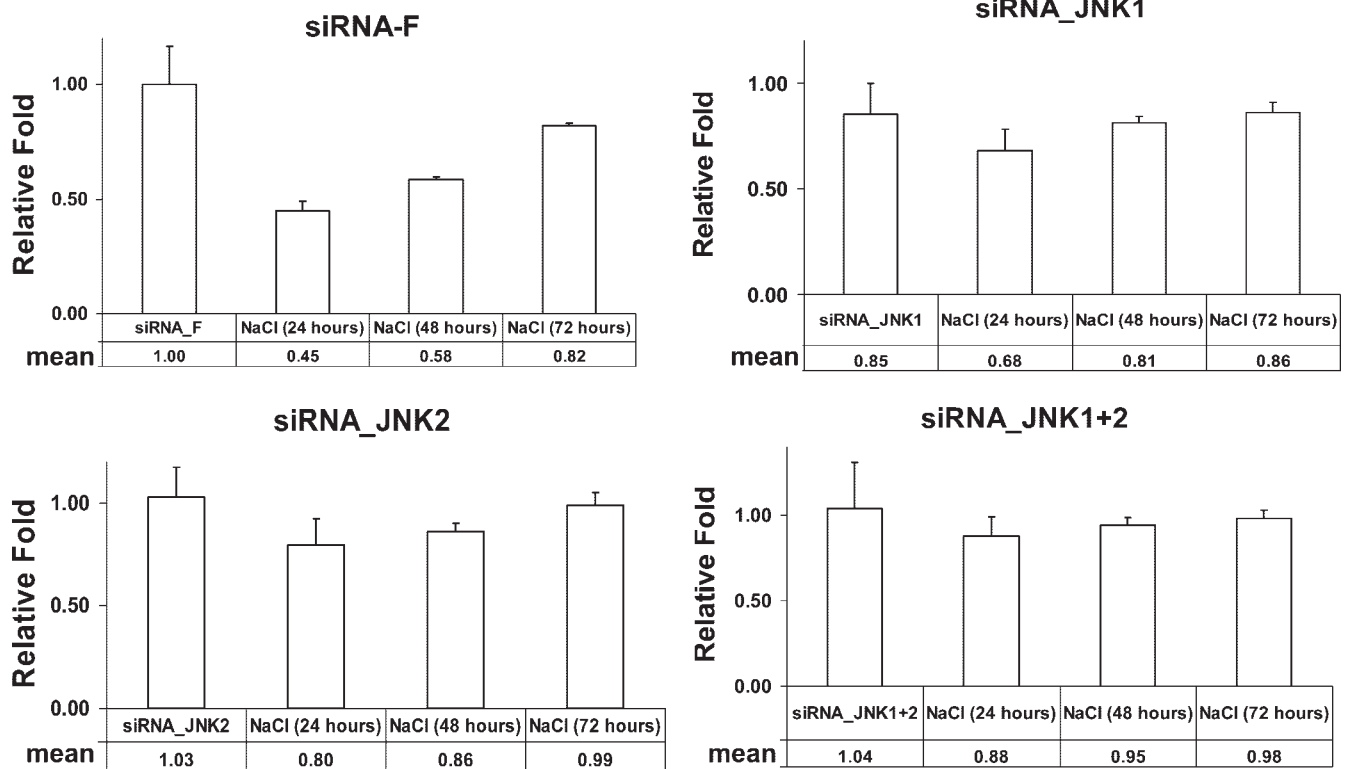 siRNA-F
Relative Fold
1.00
0.50
0.00
siRNA_F NaCl (24 hours) NaCl (48 hours) NaCl (72 hours)
mean 1.00 0.45 0.58 0.82
siRNA_JNK1
Relative Fold
1.00
0.50
0.00
siRNA_JNK1 NaCl (24 hours) NaCl (48 hours) NaCl (72 hours)
mean 0.85 0.68 0.81 0.86
siRNA_JNK2
Relative Fold
1.00
0.50
0.00
siRNA_JNK2 NaCl (24 hours) NaCl (48 hours) NaCl (72 hours)
mean 1.03 0.80 0.86 0.99
siRNA_JNK1+2
Relative Fold
1.00
0.50
0.00
siRNA_JNK1+2 NaCl (24 hours) NaCl (48 hours) NaCl (72 hours)
mean 1.04 0.88 0.95 0.98